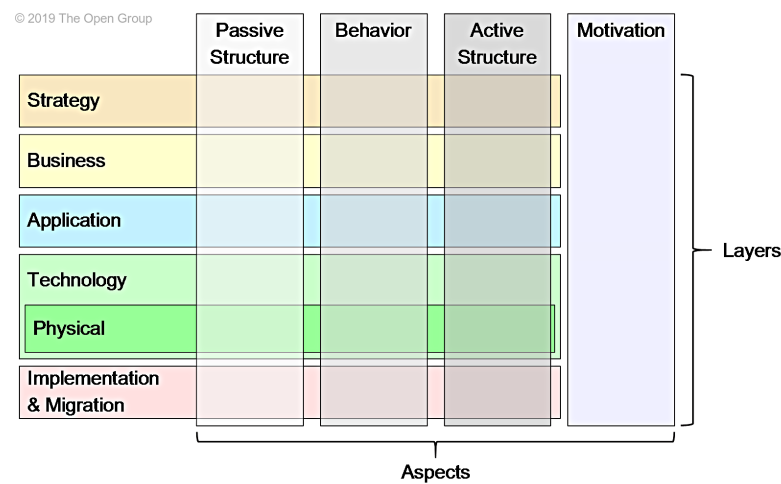 © 2019 The Open Group
Passive
Structure
Behavior
Active
Structure
Motivation
Strategy
Business
Application
Technology
Physical
Implementation
& Migration
Layers
Aspects